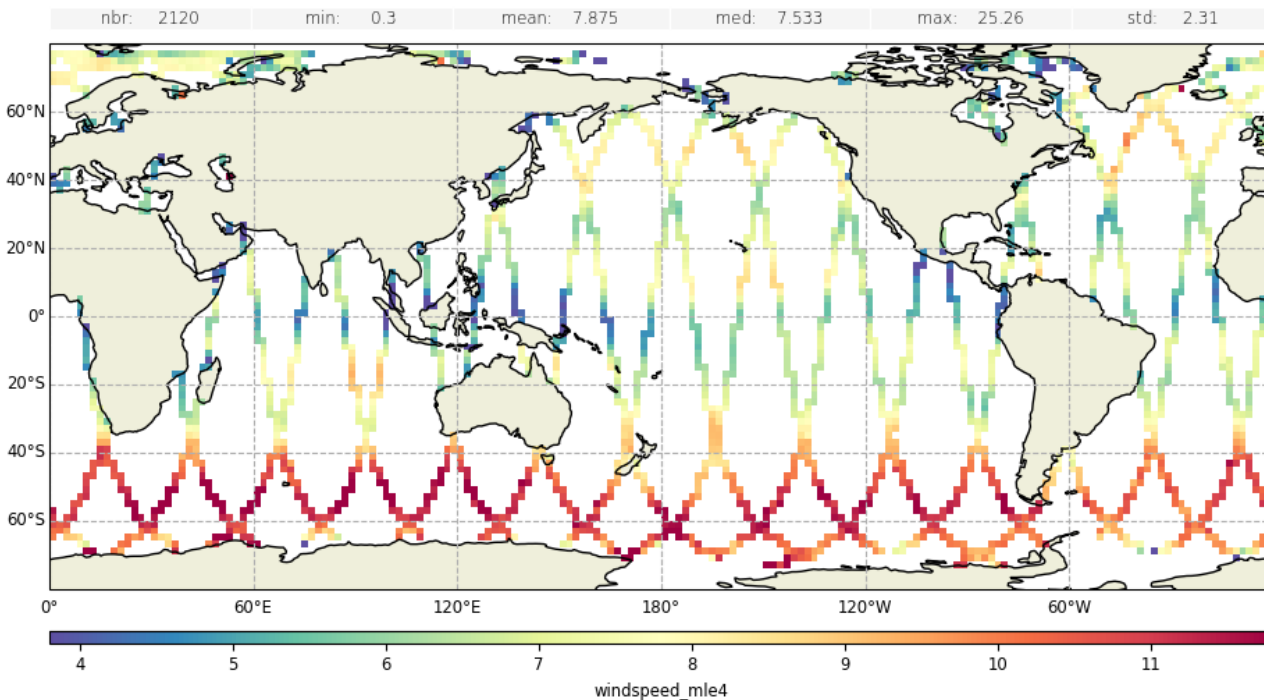 nbr: 2120 min: 0.3 mean: 7.875 med: 7.533 max: 25.26 std: 2.31
60°N
40°N
20°N
0°
20°S
40°S
60°S
0° 60°E 120°E 180° 120°W 60°W
4 5 6 7 8 9 10 11
windspeed_mle4